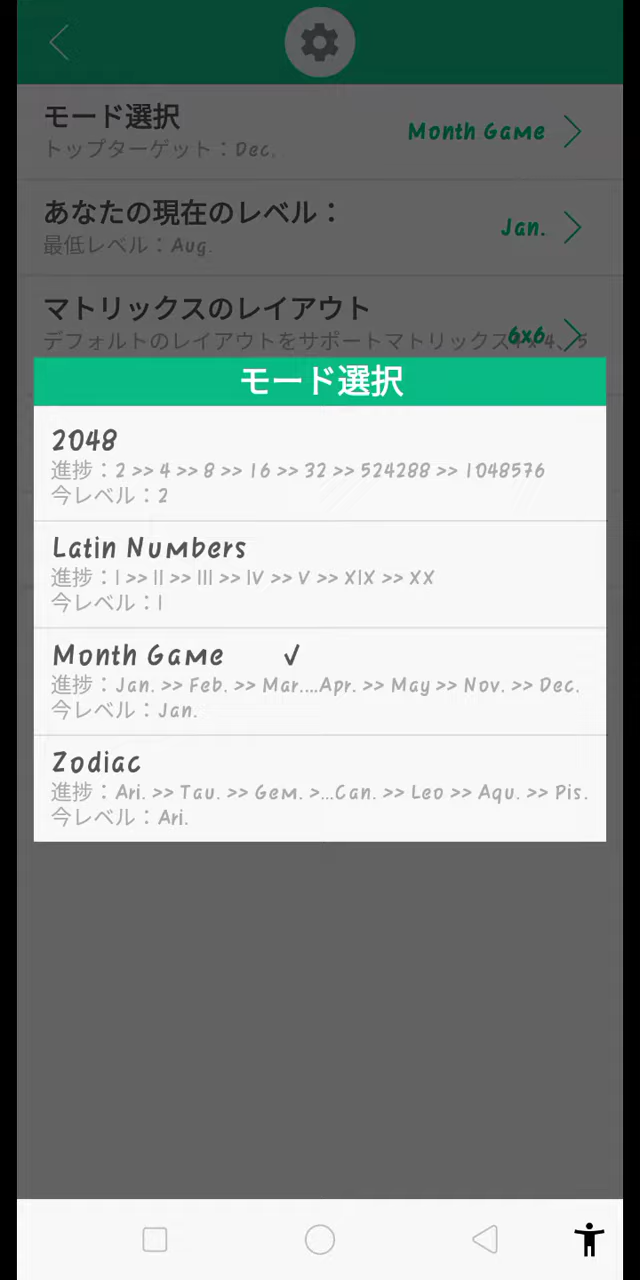 モード選択
トップターゲット：Dec.
Month Game
あなたの現在のレベル：
最低レベル：Aug.
Jan.
マトリックスのレイアウト
デフォルトのレイアウトをサポートマトリックス 4、5
6x6
モード選択
2048
進捗：2 >> 4 >> 8 >> 16 >> 32 >> 524288 >> 1048576
今レベル：2
Latin Numbers
進捗：I >> II >> III >> IV >> V >> XIX >> XX
今レベル：I
Month Game ✓
進捗：Jan. >> Feb. >> Mar....Apr. >> May >> Nov. >> Dec.
今レベル：Jan.
Zodiac
進捗：Ari. >> Tau. >> Gem. >...Can. >> Leo >> Aqu. >> Pis.
今レベル：Ari.